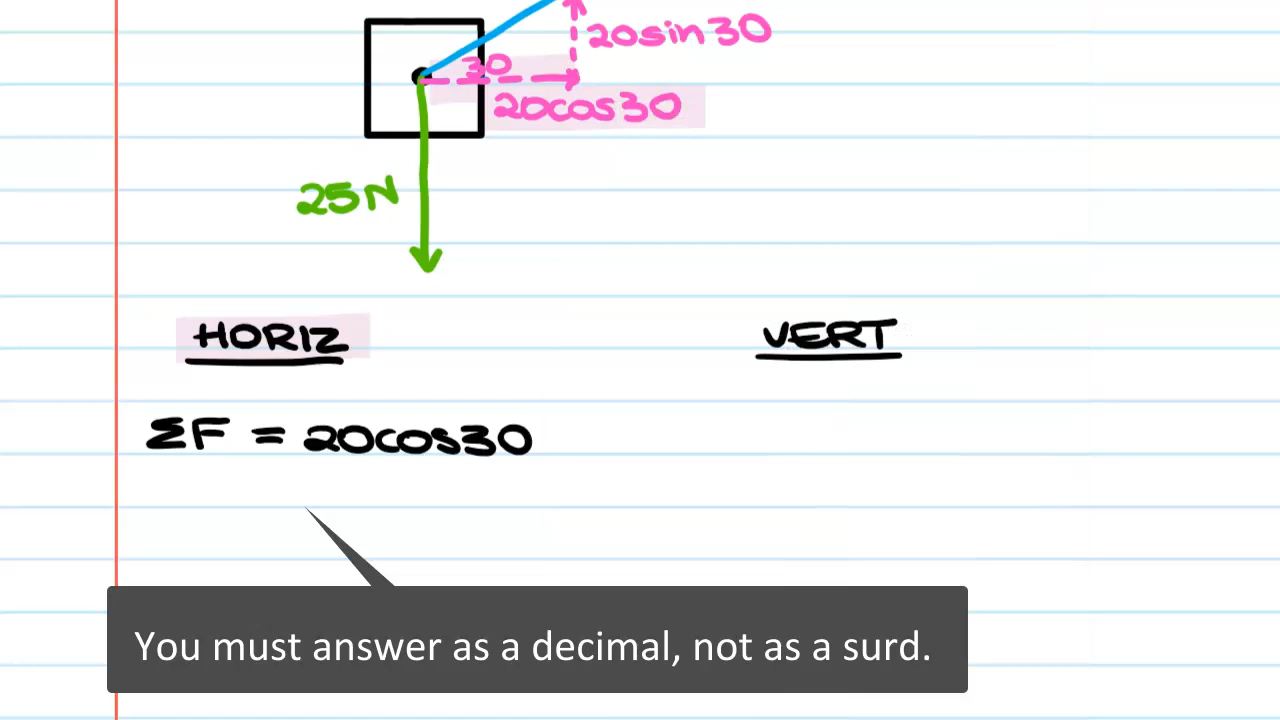 20sin30
30
20cos30
25N
HORIZ
VERT
ΣF = 20cos30
You must answer as a decimal, not as a surd.